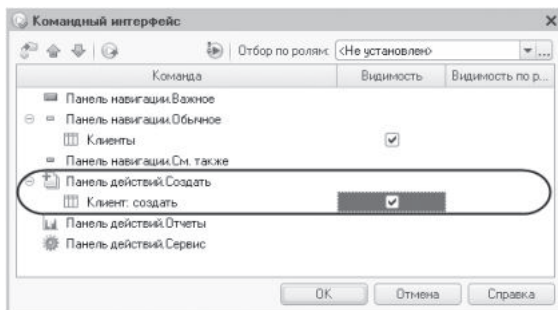 Командный интерфейс
Отбор по ролям: <Не установлен>
Команда Видимость Видимость по р...
Панель навигации.Важное
Панель навигации.Обычное
Клиенты
Панель навигации.См. также
Панель действий.Создать
Клиент: создать
Панель действий.Отчеты
Панель действий.Сервис
OK Отмена Справка